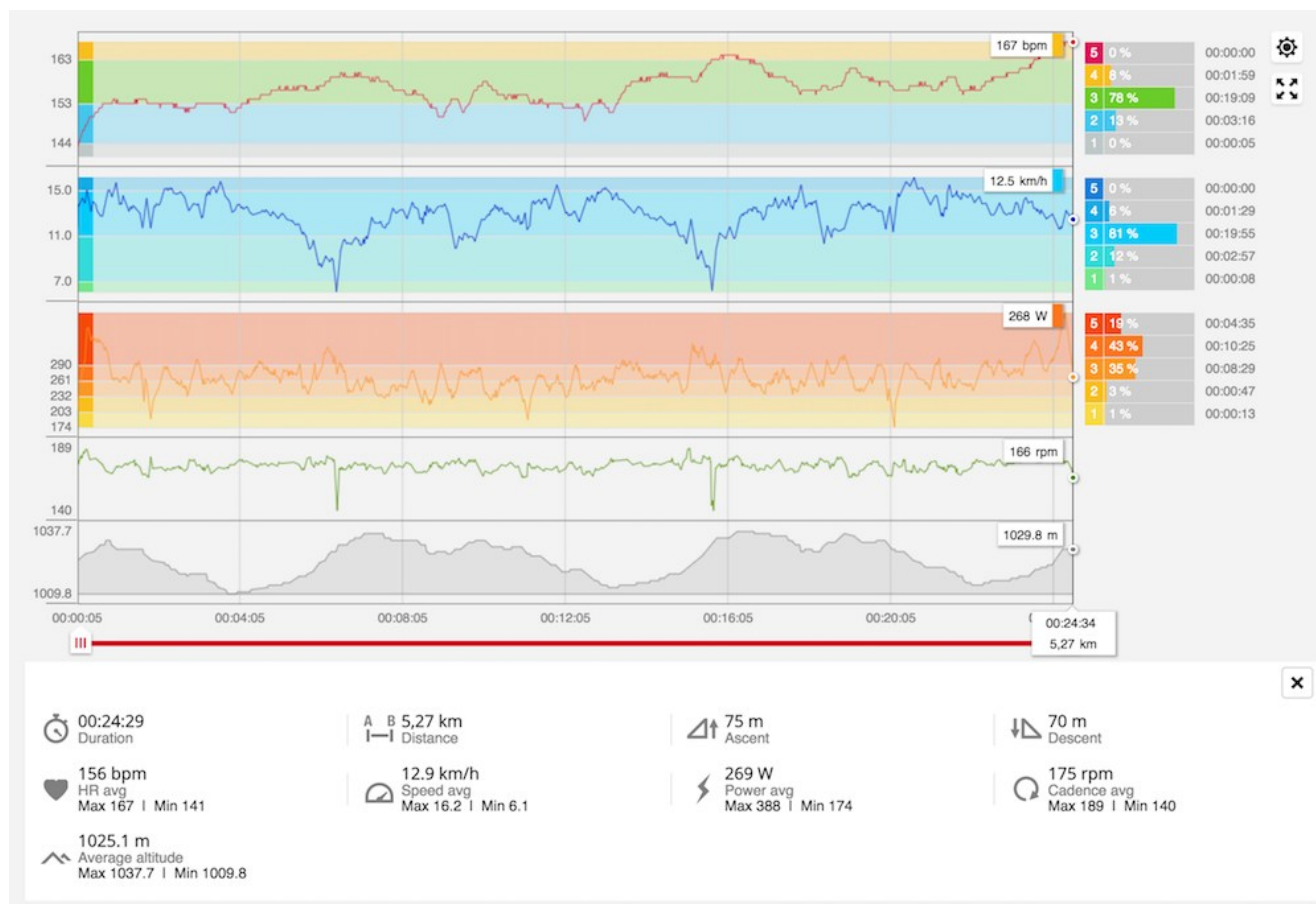 163
153
144
167 bpm
5 0 % 00:00:00
4 8 % 00:01:59
3 78 % 00:19:09
2 13 % 00:03:16
1 0 % 00:00:05
15.0
11.0
7.0
12.5 km/h
5 0 % 00:00:00
4 6 % 00:01:29
3 81 % 00:19:55
2 12 % 00:02:57
1 1 % 00:00:08
290
261
232
203
174
268 W
5 19 % 00:04:35
4 43 % 00:10:25
3 35 % 00:08:29
2 3 % 00:00:47
1 1 % 00:00:13
189
140
166 rpm
1037.7
1009.8
1029.8 m
00:00:05 00:04:05 00:08:05 00:12:05 00:16:05 00:20:05
00:24:34
5,27 km
00:24:29
Duration
A B 5,27 km
Distance
75 m
Ascent
70 m
Descent
156 bpm
HR avg
Max 167 | Min 141
12.9 km/h
Speed avg
Max 16.2 | Min 6.1
269 W
Power avg
Max 388 | Min 174
175 rpm
Cadence avg
Max 189 | Min 140
1025.1 m
Average altitude
Max 1037.7 | Min 1009.8